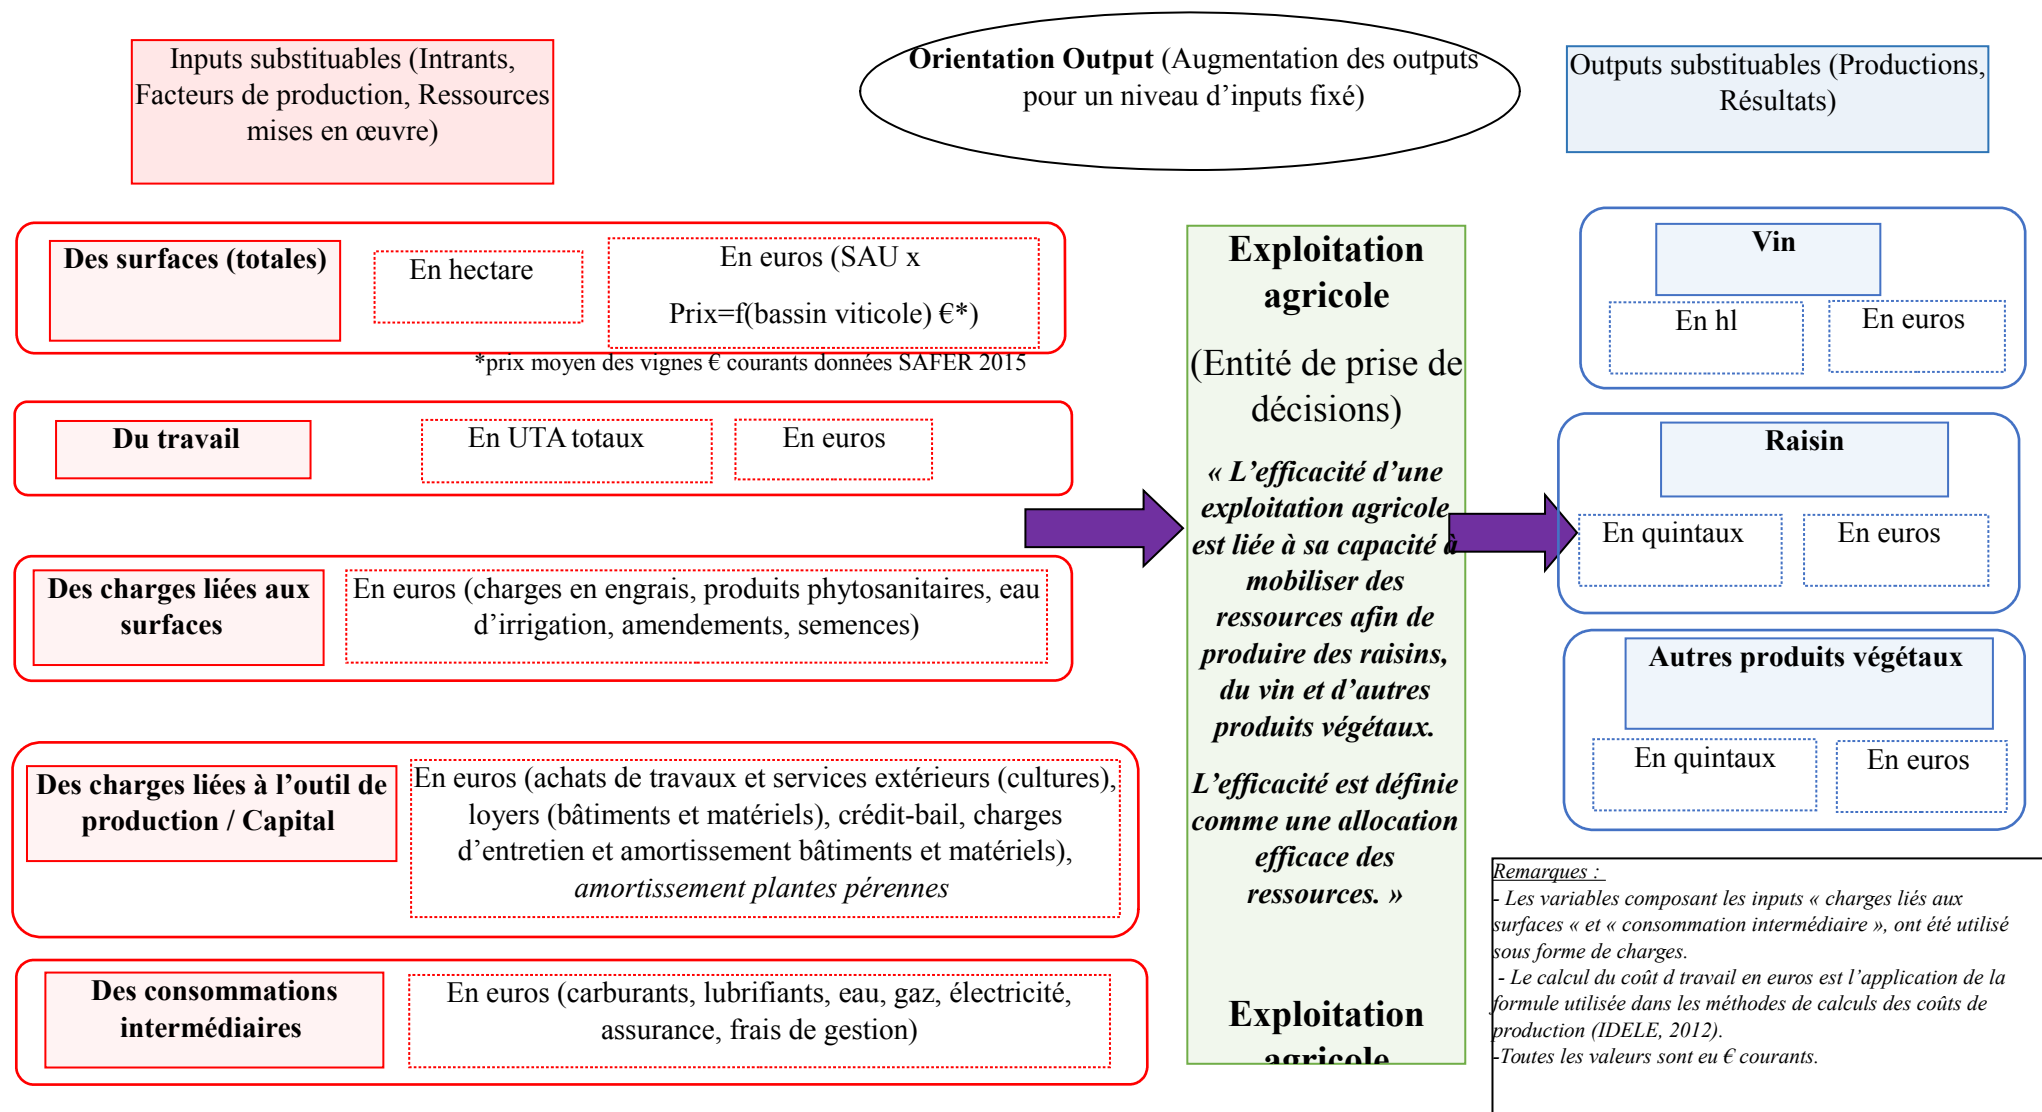 Inputs substituables (Intrants,
Facteurs de production, Ressources
mises en œuvre)
Orientation Output (Augmentation des outputs
pour un niveau d’inputs fixé)
Outputs substituables (Productions,
Résultats)
Des surfaces (totales)
En hectare
En euros (SAU x
Prix=f(bassin viticole) €*)
*prix moyen des vignes € courants données SAFER 2015
Du travail
En UTA totaux
En euros
Des charges liées aux
surfaces
En euros (charges en engrais, produits phytosanitaires, eau
d’irrigation, amendements, semences)
Des charges liées à l’outil de
production / Capital
En euros (achats de travaux et services extérieurs (cultures),
loyers (bâtiments et matériels), crédit-bail, charges
d’entretien et amortissement bâtiments et matériels),
amortissement plantes pérennes
Des consommations
intermédiaires
En euros (carburants, lubrifiants, eau, gaz, électricité,
assurance, frais de gestion)
Exploitation
agricole
(Entité de prise de
décisions)
« L’efficacité d’une
exploitation agricole
est liée à sa capacité à
mobiliser des
ressources afin de
produire des raisins,
du vin et d’autres
produits végétaux.
L’efficacité est définie
comme une allocation
efficace des
ressources. »
Exploitation
agricole
Vin
En hl
En euros
Raisin
En quintaux
En euros
Autres produits végétaux
En quintaux
En euros
Remarques :
- Les variables composant les inputs « charges liés aux
surfaces « et « consommation intermédiaire », ont été utilisé
sous forme de charges.
- Le calcul du coût d travail en euros est l’application de la
formule utilisée dans les méthodes de calculs des coûts de
production (IDELE, 2012).
-Toutes les valeurs sont eu € courants.